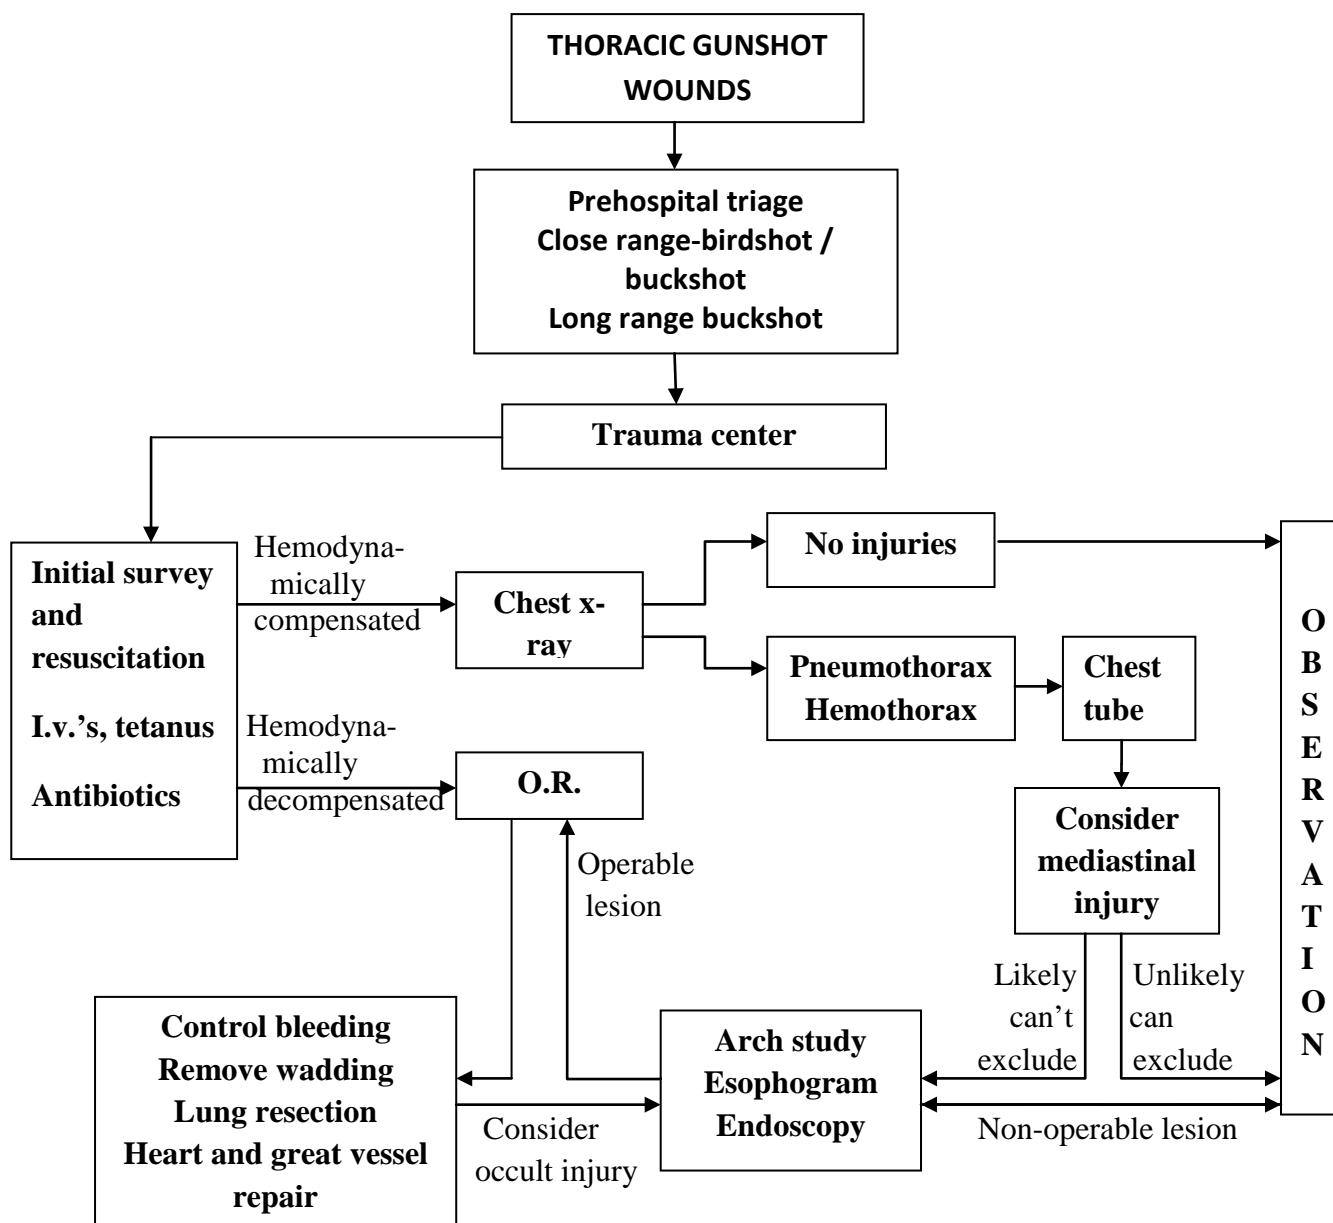 THORACIC GUNSHOT
WOUNDS
Prehospital triage
Close range-birdshot /
buckshot
Long range buckshot
Trauma center
Initial survey
and
resuscitation
I.v.'s, tetanus
Antibiotics
Hemodyna-
mically
compensated
Hemodyna-
mically
decompensated
Chest x-
ray
O.R.
No injuries
Pneumothorax
Hemothorax
Chest
tube
Consider
mediastinal
injury
Likely
can't
exclude
Unlikely
can
exclude
O
B
S
E
R
V
A
T
I
O
N
Operable
lesion
Control bleeding
Remove wadding
Lung resection
Heart and great vessel
repair
Consider
occult injury
Arch study
Esophogram
Endoscopy
Non-operable lesion